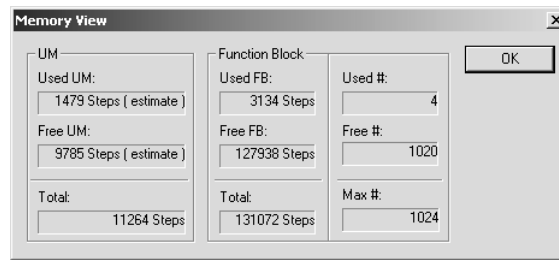 Memory View
UM
Used UM:
1479 Steps ( estimate )
Free UM:
9785 Steps ( estimate )
Total:
11264 Steps
Function Block
Used FB:
3134 Steps
Free FB:
127938 Steps
Total:
131072 Steps
Used #:
4
Free #:
1020
Max #:
1024
OK